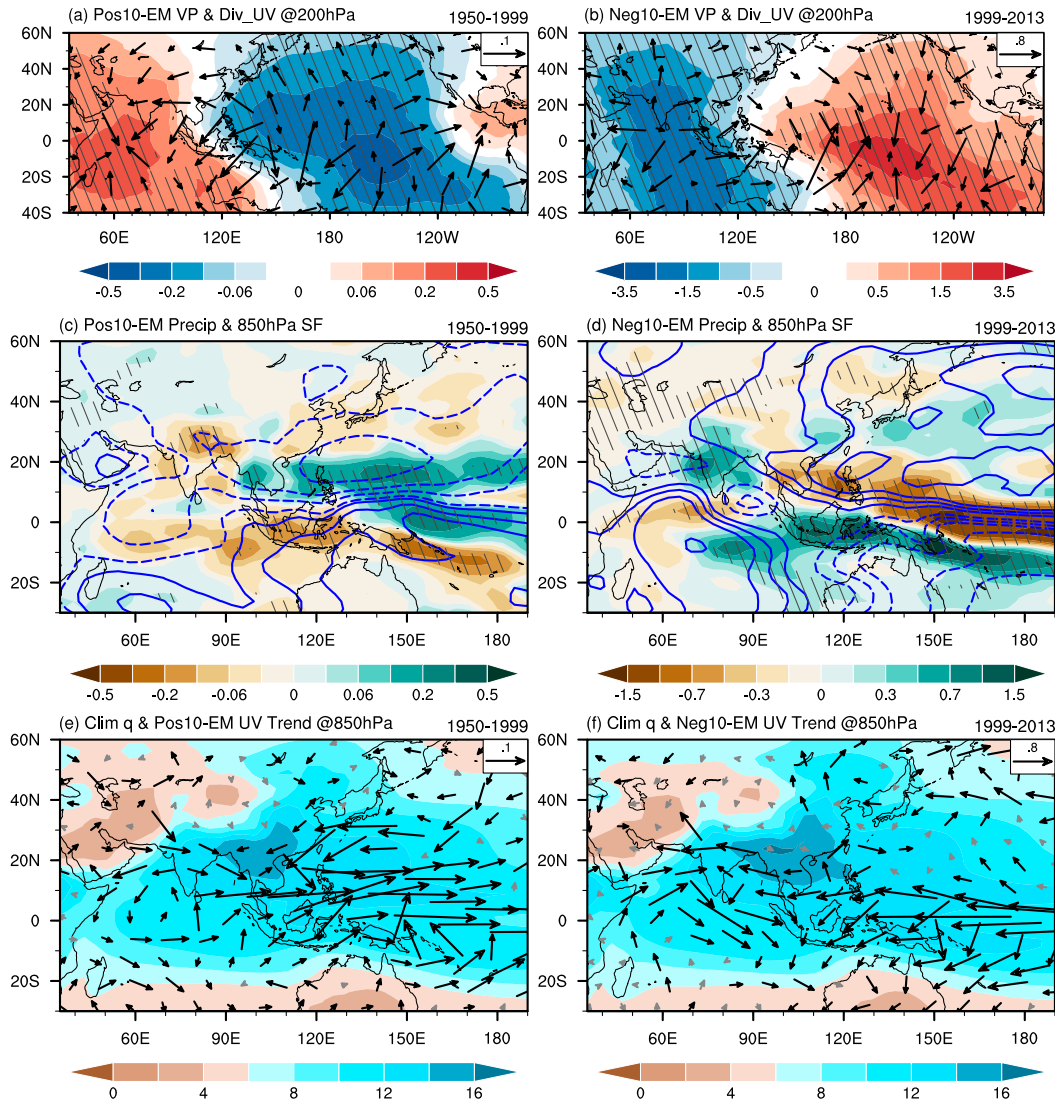 (a) Pos10-EM VP & Div_UV @200hPa 1950-1999
(b) Neg10-EM VP & Div_UV @200hPa 1999-2013
60N .1 60N .8
40N 40N
20N 20N
0 0
20S 20S
40S 40S
60E 120E 180 120W 60E 120E 180 120W
-0.5 -0.2 -0.06 0 0.06 0.2 0.5 -3.5 -1.5 -0.5 0 0.5 1.5 3.5
(c) Pos10-EM Precip & 850hPa SF 1950-1999
(d) Neg10-EM Precip & 850hPa SF 1999-2013
60N 60N
40N 40N
20N 20N
0 0
20S 20S
60E 90E 120E 150E 180 60E 90E 120E 150E 180
-0.5 -0.2 -0.06 0 0.06 0.2 0.5 -1.5 -0.7 -0.3 0 0.3 0.7 1.5
(e) Clim q & Pos10-EM UV Trend @850hPa 1950-1999
(f) Clim q & Neg10-EM UV Trend @850hPa 1999-2013
60N .1 60N .8
40N 40N
20N 20N
0 0
20S 20S
60E 90E 120E 150E 180 60E 90E 120E 150E 180
0 4 8 12 16 0 4 8 12 16